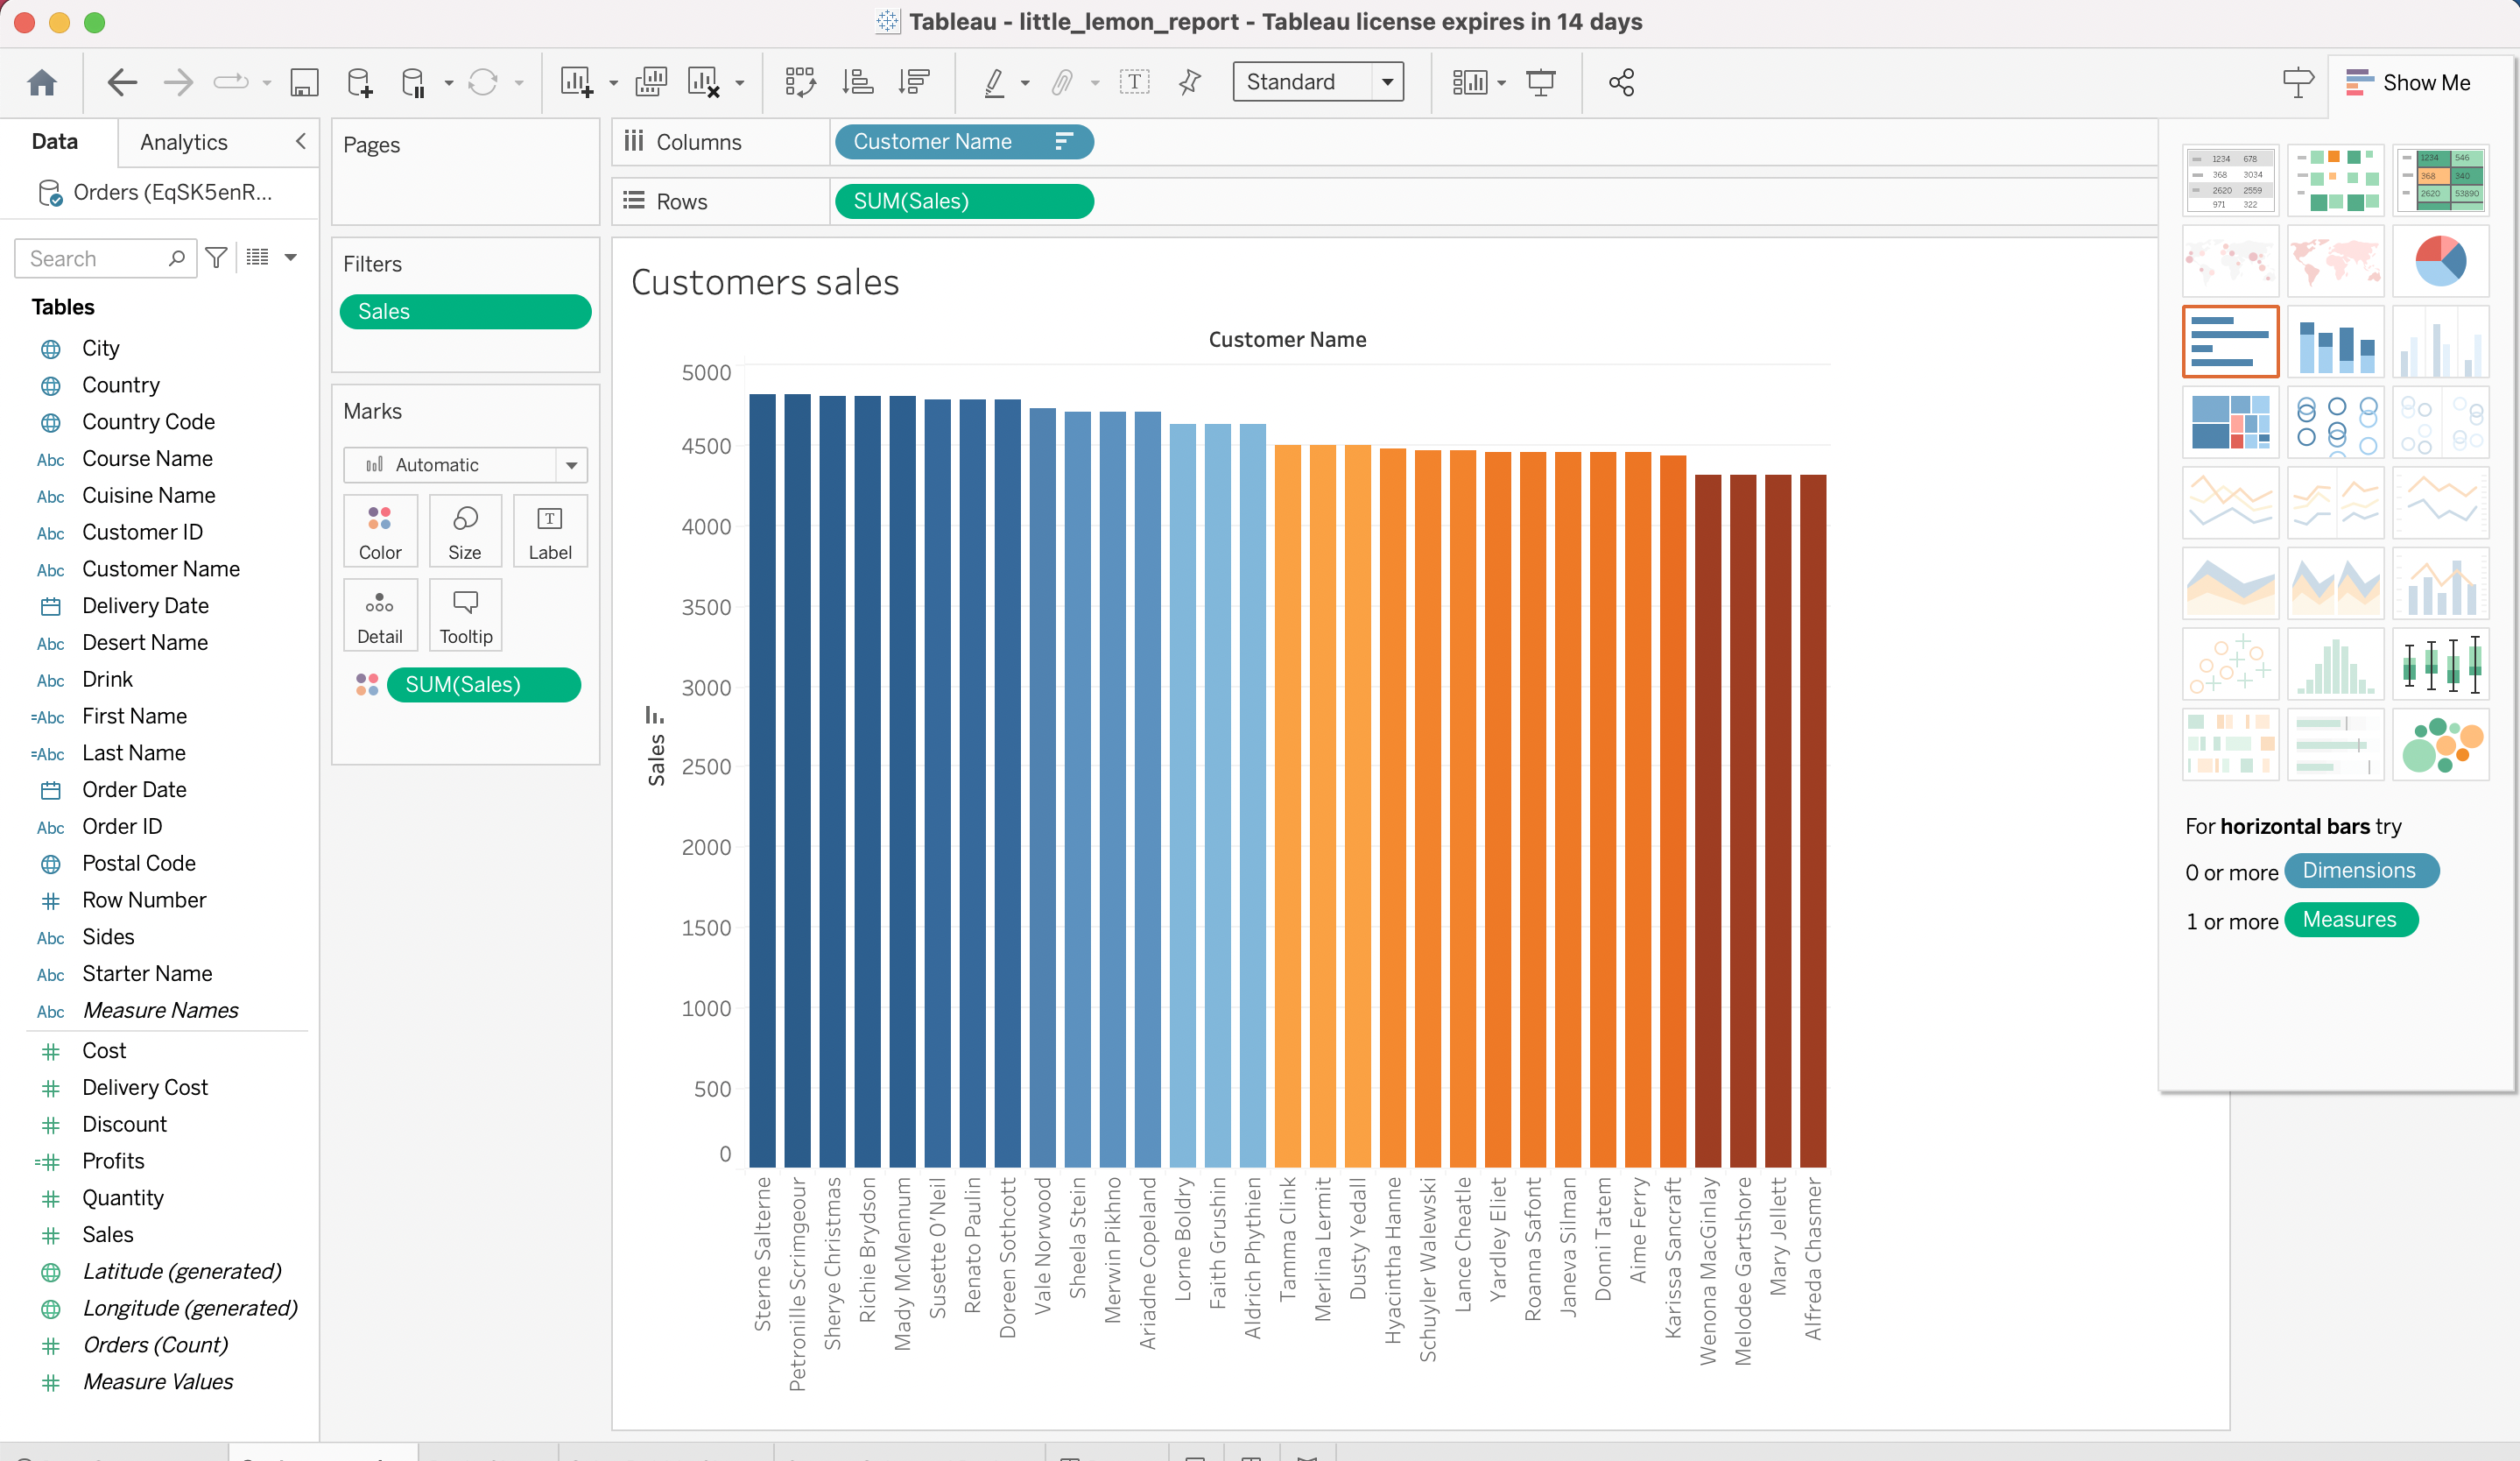 Tableau - little_lemon_report - Tableau license expires in 14 days
Standard
Show Me
Data
Analytics
Orders (EqSK5enR...
Search
Tables
City
Country
Country Code
Course Name
Cuisine Name
Customer ID
Customer Name
Delivery Date
Desert Name
Drink
First Name
Last Name
Order Date
Order ID
Postal Code
Row Number
Sides
Starter Name
Measure Names
Cost
Delivery Cost
Discount
Profits
Quantity
Sales
Latitude (generated)
Longitude (generated)
Orders (Count)
Measure Values
Pages
Filters
Sales
Marks
Automatic
Color
Size
Label
Detail
Tooltip
SUM(Sales)
Columns
Customer Name
Rows
SUM(Sales)
Customers sales
Customer Name
Sales
5000
4500
4000
3500
3000
2500
2000
1500
1000
500
0
Sterne Salterne
Petronille Scrimgeour
Sherye Christmas
Richie Brydson
Mady McMennum
Susette O'Neil
Renato Paulin
Doreen Sothcott
Vale Norwood
Sheela Stein
Merwin Pikhno
Ariadne Copeland
Lorne Boldry
Faith Grushin
Aldrich Phythien
Tamma Clink
Merlina Lermit
Dusty Yedall
Hyacintha Hanne
Schuyler Walewski
Lance Cheatle
Yardley Eliet
Roanna Safont
Janeva Silman
Donni Tatem
Aime Ferry
Karissa Sancraft
Wenona MacGinlay
Melodee Gartshore
Mary Jellett
Alfreda Chasmer
1234 678
368 3034
2620 2559
971 322
1234 546
368 340
2620 53890
For horizontal bars try
0 or more Dimensions
1 or more Measures